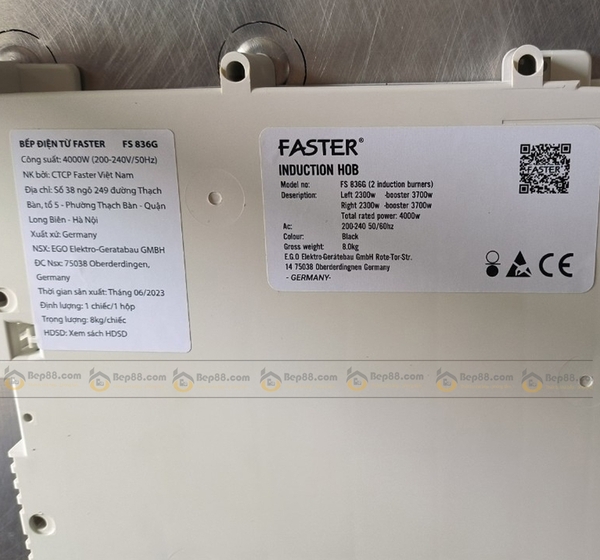 BẾP ĐIỆN TỪ FASTER FS 836G
Công suất: 4000W (200-240V/50Hz)
NK bởi: CTCP Faster Việt Nam
Địa chỉ: Số 38 ngõ 249 đường Thạch
Bàn, tổ 5 - Phường Thạch Bàn - Quận
Long Biên - Hà Nội
Xuất xứ: Germany
NSX: EGO Elektro-Geratabau GMBH
ĐC Nsx: 75038 Oberderdingen,
Germany
Thời gian sản xuất: Tháng 06/2023
Định lượng: 1 chiếc/1 hộp
Trọng lượng: 8kg/chiếc
HDSD: Xem sách HDSD
FASTER®
INDUCTION HOB
Model no: FS 836G (2 induction burners)
Desenription: Left 2300w -booster 3700w
Right 2300w -booster 3700w
Total rated power: 4000w
Ac: 200-240 50/60hz
Colour: Black
Gross weight: 8.0kg
E.G.O Elektro-Gerätebau GmbH Rote-Tor-Str.
14 75038 Oberderdingnen Germany
- GERMANY-
FASTER
CE
Bep88.com Bep88.com Bep88.com Bep88.com Bep88.com Bep88.com Bep88.com